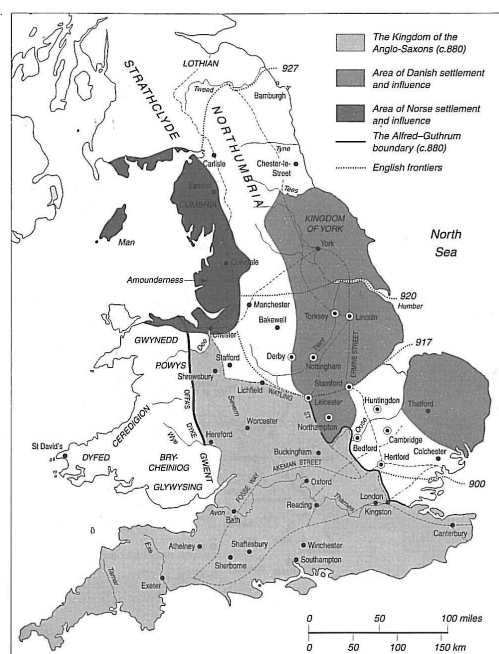 The Kingdom of the
Anglo-Saxons (c.880)
Area of Danish settlement
and influence
Area of Norse settlement
and influence
The Alfred–Guthrum
boundary (c.880)
English frontiers
LOTHIAN
927
STRATHCLYDE
Tweed
Bamburgh
NORTHUMBRIA
Tyne
Carlisle
Chester-le-
Street
Tees
CUMBRIA
KINGDOM
OF YORK
York
North
Sea
Man
Amounderness
920
Humber
Manchester
Torksey
Lincoln
Bakewell
Chester
GWYNEDD
Dee
Derby
Trent
Nottingham
ERMINE STREET
917
Stafford
POWYS
Shrewsbury
Stamford
Lichfield
WATLING
ST
Leicester
Huntingdon
Thetford
OFFA'S
DYKE
Severn
Northampton
Ouse
CEREDIGION
Worcester
Cambridge
Bedford
St David's
DYFED
Wye
Hereford
Buckingham
Hertford
Colchester
BRY-
CHEINIOG
GWENT
AKEMAN STREET
900
GLYWYSING
FOSSE WAY
Oxford
London
Avon
Bath
Reading
Thames
Kingston
Canterbury
Athelney
Shaftesbury
Winchester
Exe
Sherborne
Southampton
Tamar
Exeter
0 50 100 miles
0 50 100 150 km